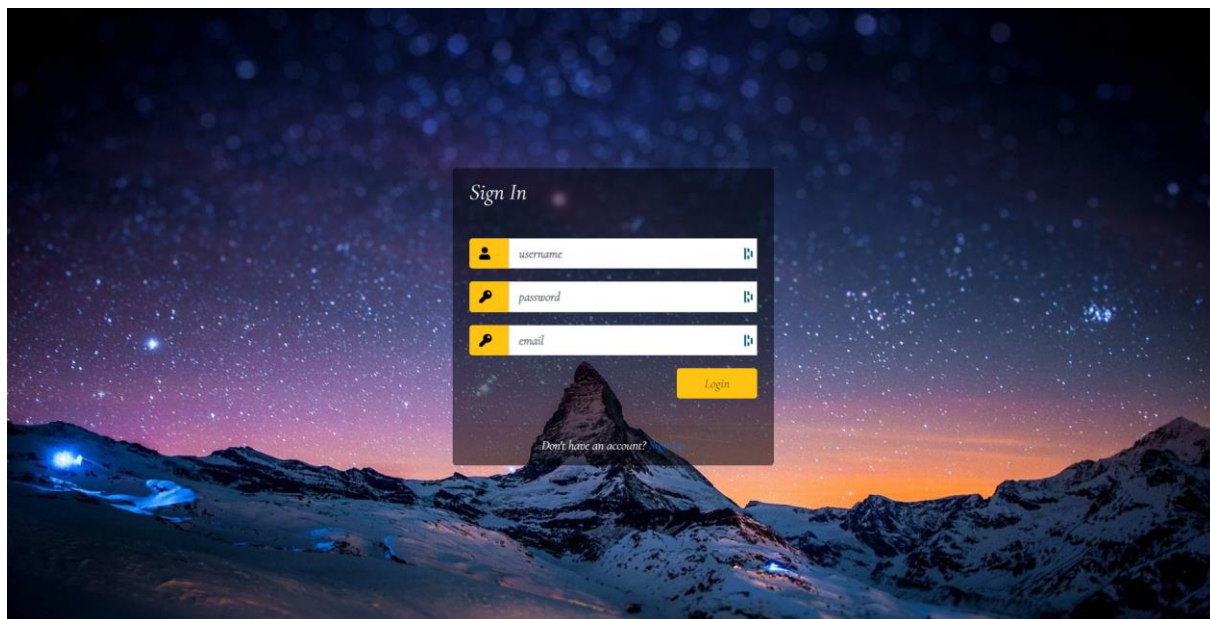 Sign In
username
password
email
Login
Don't have an account?